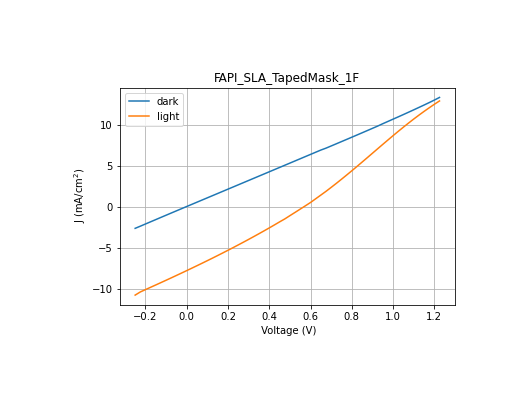 FAPI_SLA_TapedMask_1F
dark
light
J (mA/cm²)
10
5
0
−5
−10
−0.2 0.0 0.2 0.4 0.6 0.8 1.0 1.2
Voltage (V)